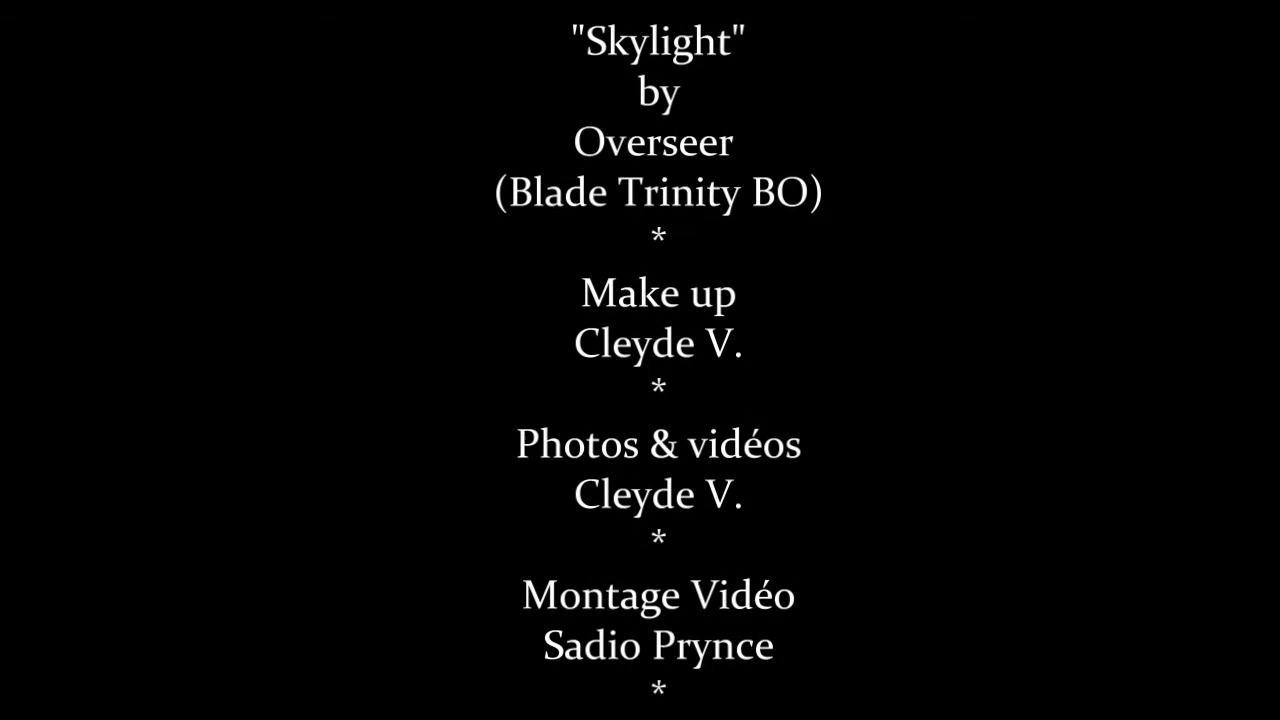 "Skylight"
by
Overseer
(Blade Trinity BO)
*
Make up
Cleyde V.
*
Photos & vidéos
Cleyde V.
*
Montage Vidéo
Sadio Prynce
*